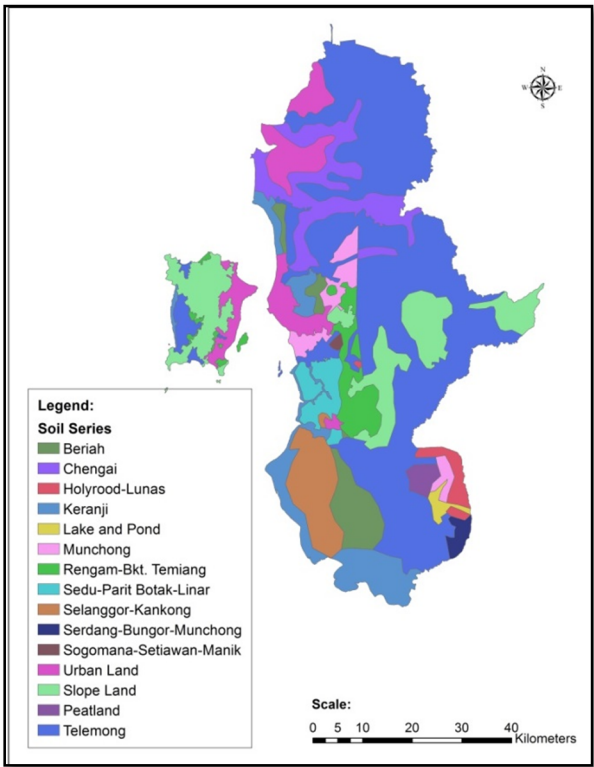 N
W E
S
Legend:
Soil Series
Beriah
Chengai
Holyrood-Lunas
Keranji
Lake and Pond
Munchong
Rengam-Bkt. Temiang
Sedu-Parit Botak-Linar
Selanggor-Kankong
Serdang-Bungor-Munchong
Sogomana-Setiawan-Manik
Urban Land
Slope Land
Peatland
Telemong
Scale:
0 5 10 20 30 40
Kilometers